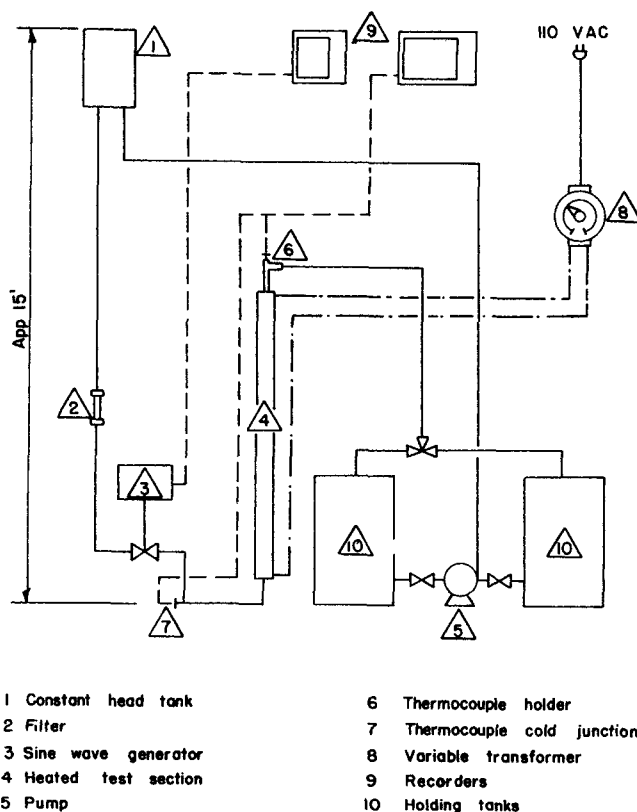 1
9
110 VAC
8
6
App 15'
2
4
3
10
10
7
5
1 Constant head tank
2 Filter
3 Sine wave generator
4 Heated test section
5 Pump
6 Thermocouple holder
7 Thermocouple cold junction
8 Variable transformer
9 Recorders
10 Holding tanks